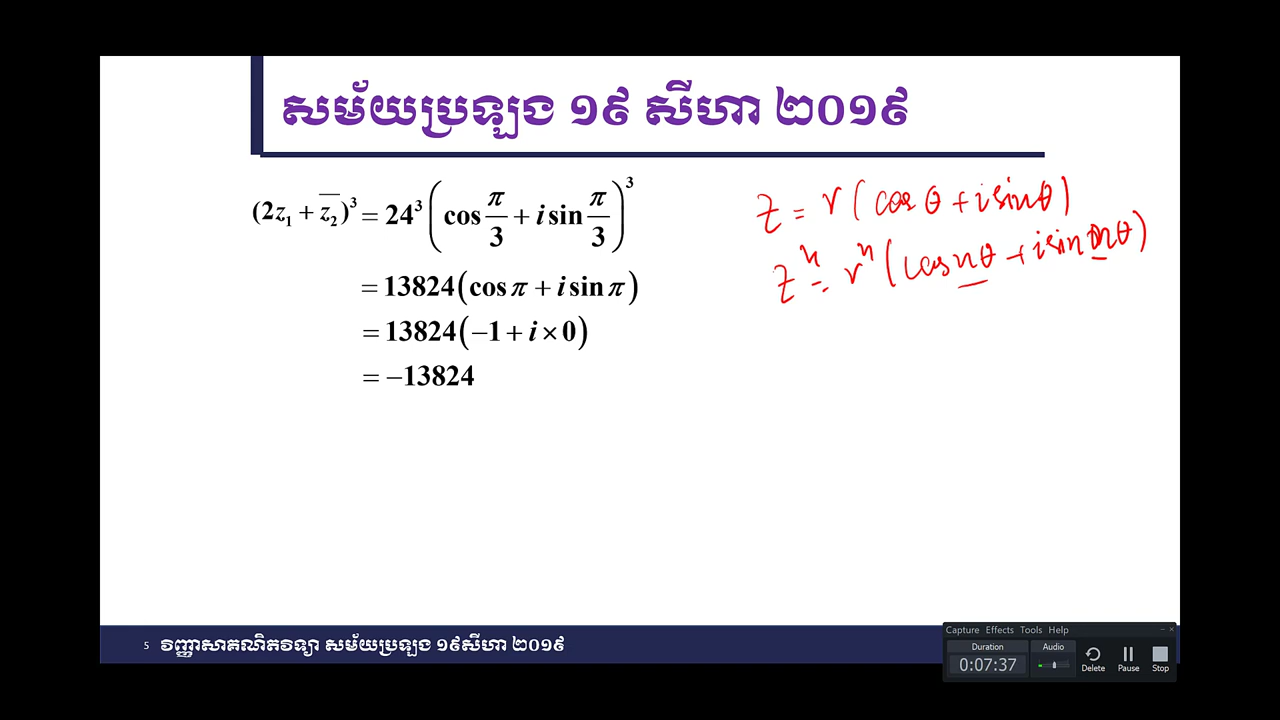 សម័យប្រឡង ១៩ សីហា ២០១៩
(2z₁ + z̅₂)³ = 24³ (cos π/3 + i sin π/3)³
= 13824(cos π + i sin π)
= 13824(−1 + i × 0)
= −13824
z = r (cos θ + i sin θ)
zⁿ = rⁿ (cos nθ + i sin nθ)
5 វិញ្ញាសាគណិតវិទ្យា សម័យប្រឡង ១៩សីហា ២០១៩
Capture Effects Tools Help
Duration
0:07:37
Audio
Delete
Pause
Stop